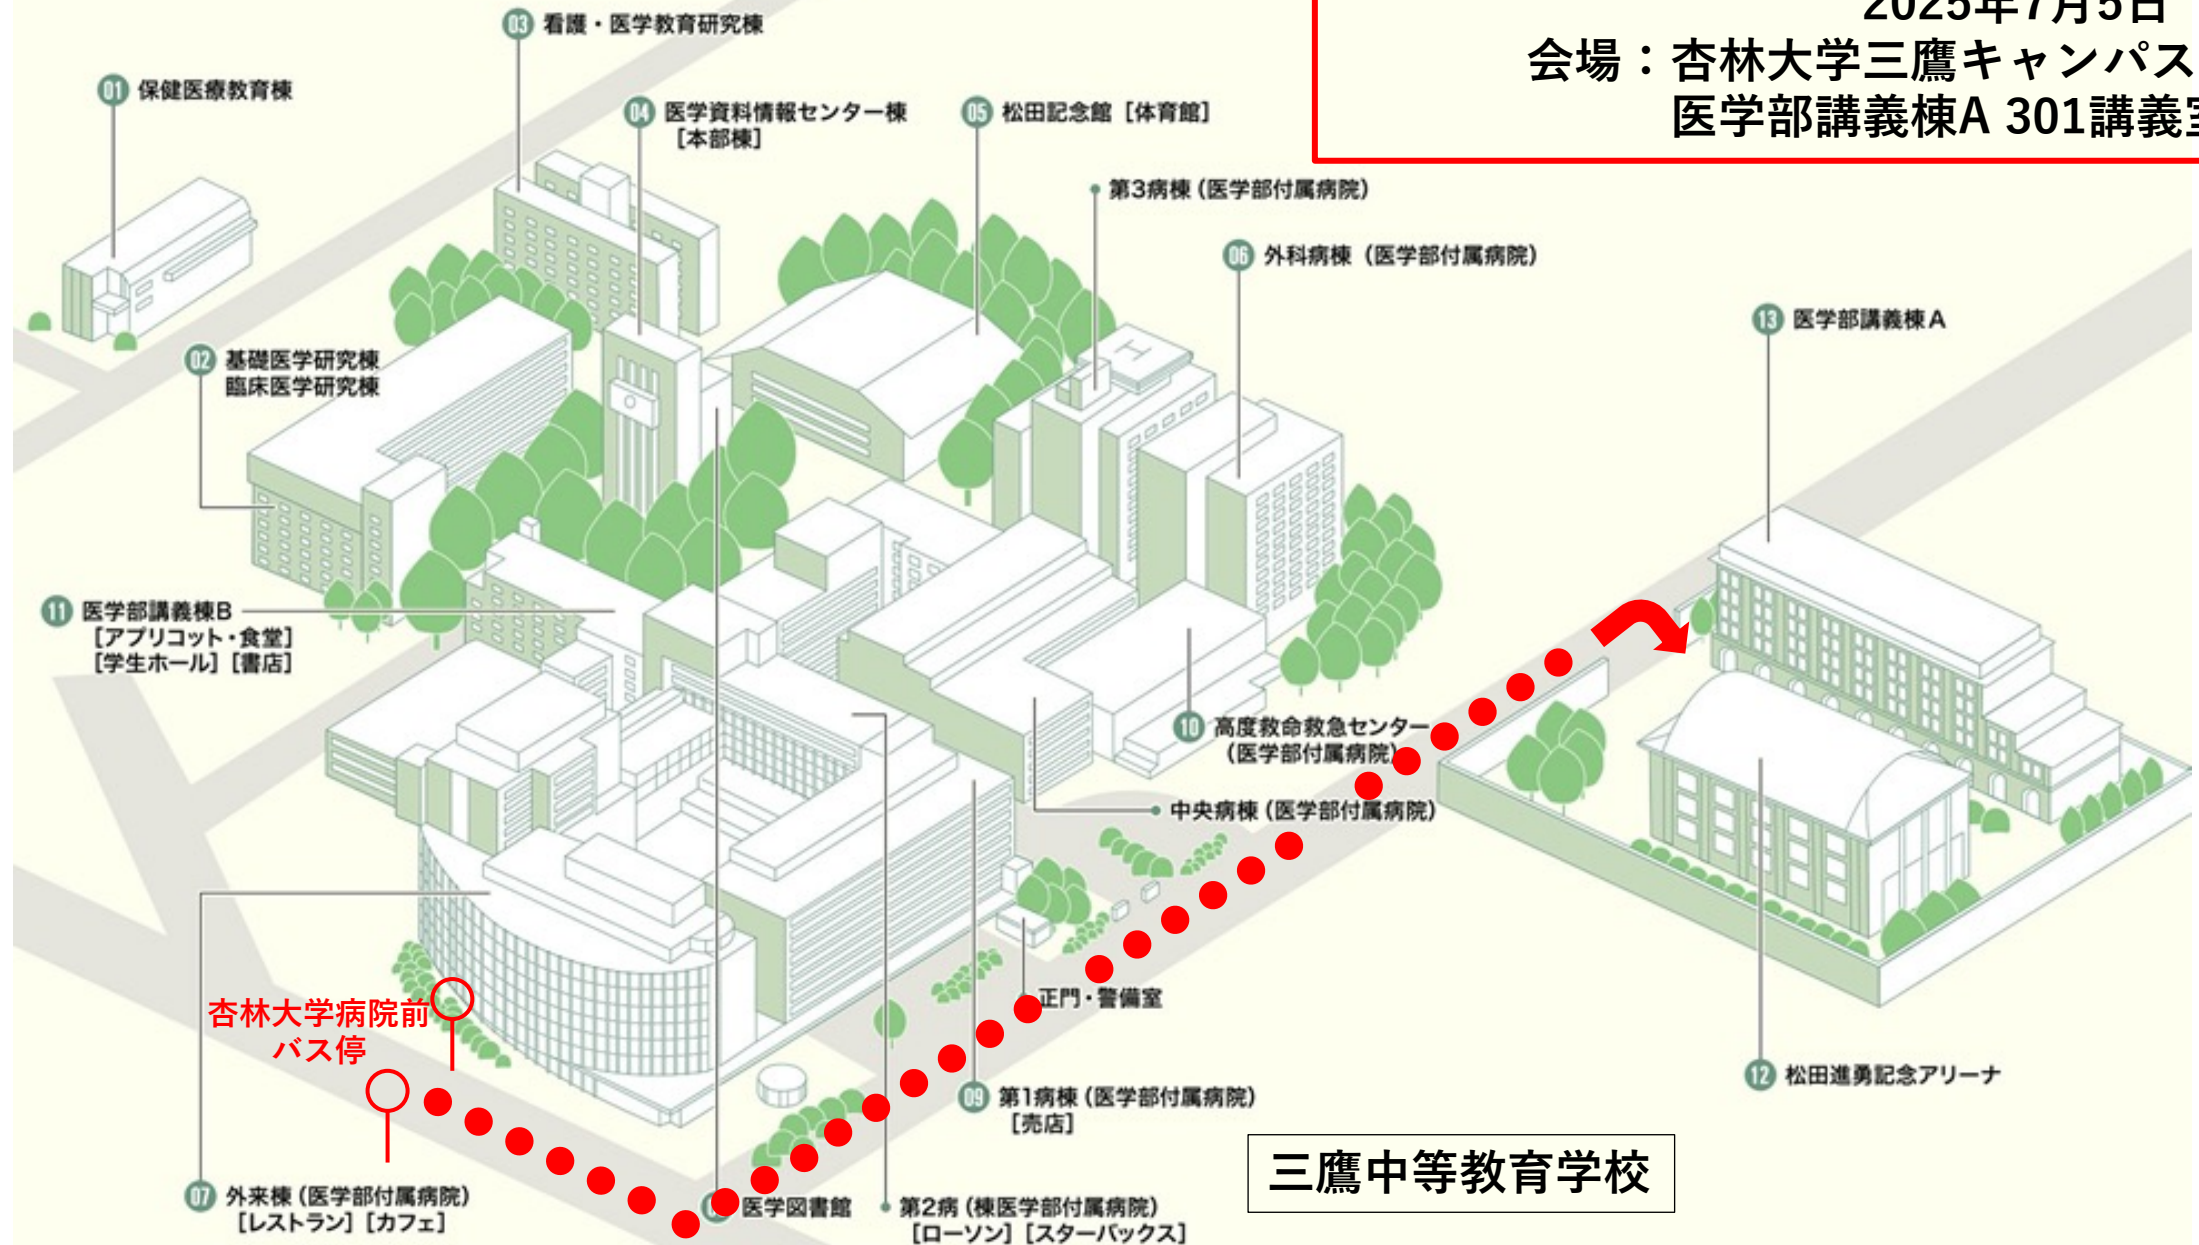 2025年7月5日
会場：杏林大学三鷹キャンパス
医学部講義棟A 301講義室
03 看護・医学教育研究棟
01 保健医療教育棟
04 医学資料情報センター棟
［本部棟］
05 松田記念館［体育館］
第3病棟（医学部付属病院）
06 外科病棟（医学部付属病院）
H
13 医学部講義棟A
02 基礎医学研究棟
臨床医学研究棟
11 医学部講義棟B
［アプリコット・食堂］
［学生ホール］［書店］
10 高度救命救急センター
（医学部付属病院）
中央病棟（医学部付属病院）
正門・警備室
杏林大学病院前
バス停
12 松田進勇記念アリーナ
09 第1病棟（医学部付属病院）
［売店］
三鷹中等教育学校
07 外来棟（医学部付属病院）
［レストラン］［カフェ］
医学図書館
第2病（棟医学部付属病院）
［ローソン］［スターバックス］